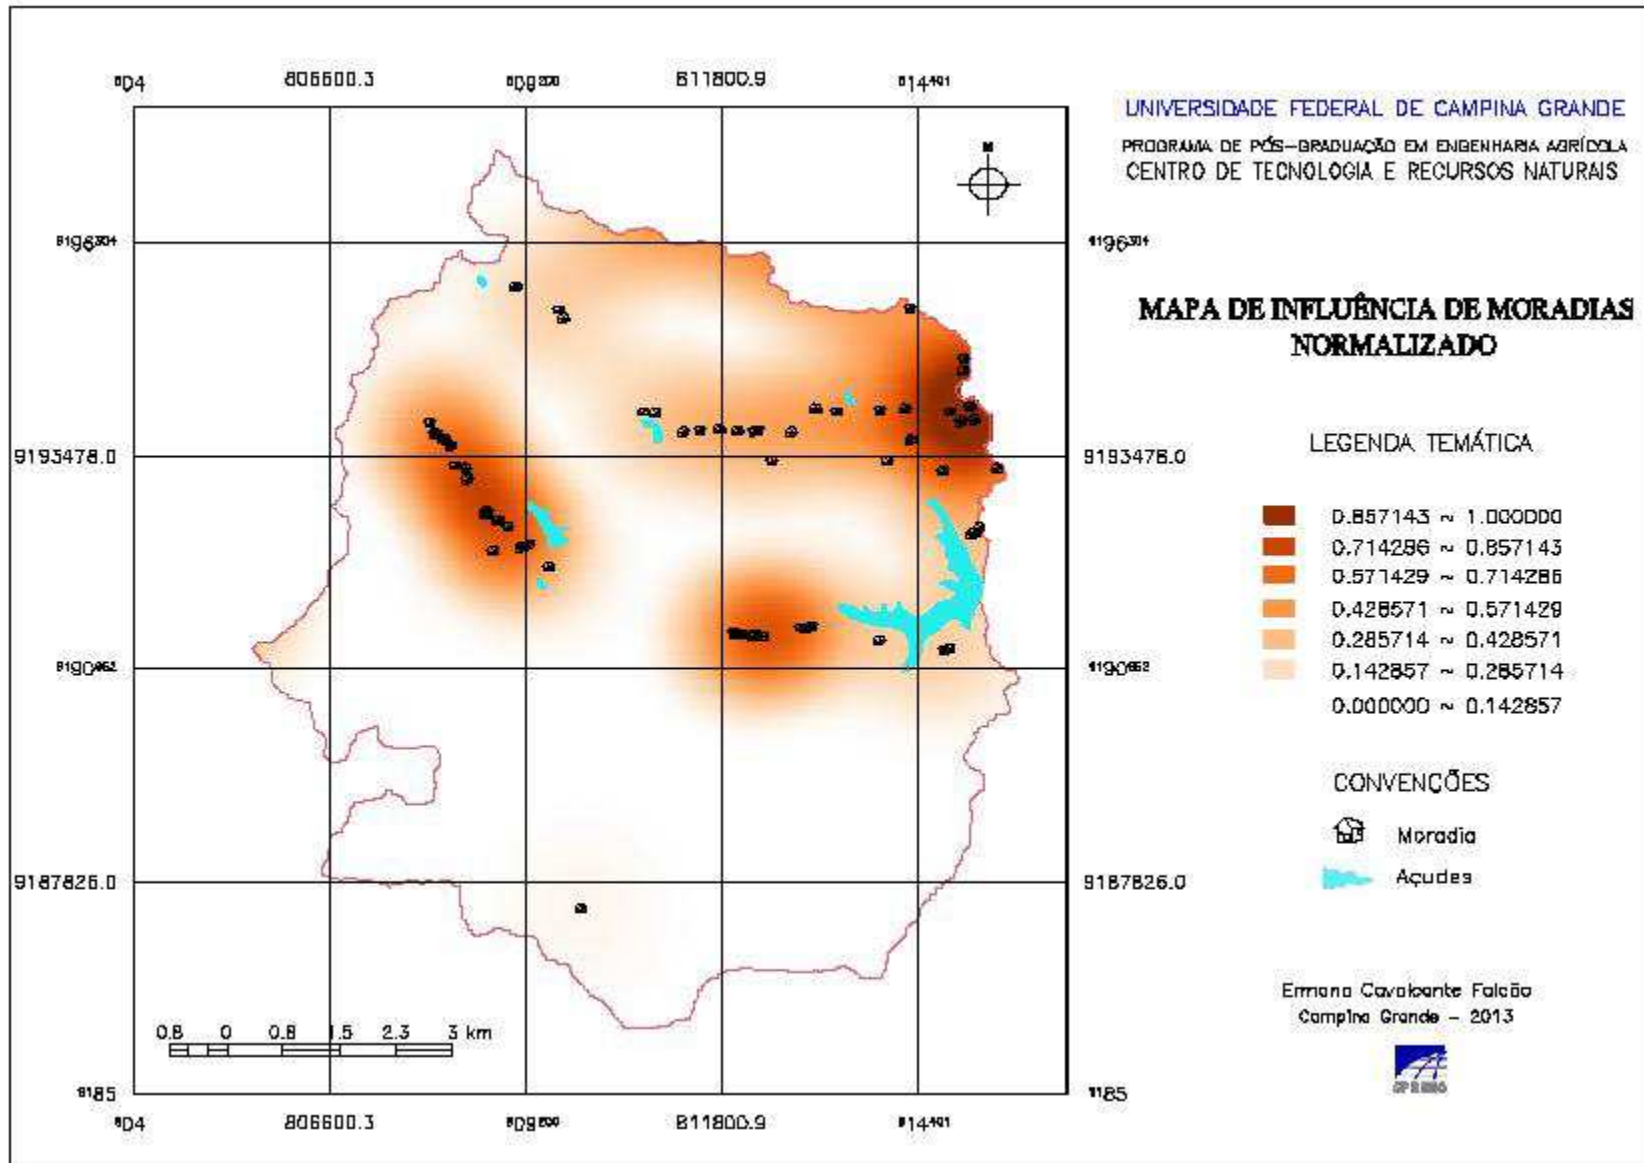 806600.3
811800.9
UNIVERSIDADE FEDERAL DE CAMPINA GRANDE
PROGRAMA DE PÓS-GRADUAÇÃO EM ENGENHARIA AGRÍCOLA
CENTRO DE TECNOLOGIA E RECURSOS NATURAIS
N
MAPA DE INFLUÊNCIA DE MORADIAS
NORMALIZADO
9193478.0
9193478.0
LEGENDA TEMÁTICA
0.857143 ~ 1.000000
0.714286 ~ 0.857143
0.571429 ~ 0.714286
0.428571 ~ 0.571429
0.285714 ~ 0.428571
0.142857 ~ 0.285714
0.000000 ~ 0.142857
CONVENÇÕES
Moradia
Açudes
9187826.0
9187826.0
Ermano Cavalcante Falcão
Campina Grande - 2013
0.8 0 0.8 1.5 2.3 3 km
806600.3
811800.9